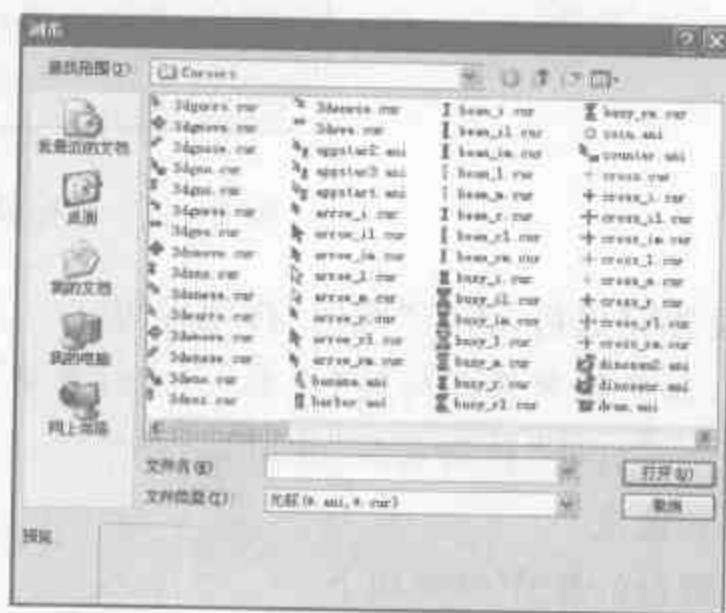 浏览
查找范围(I):
Cursors
我最近的文档
桌面
我的文档
我的电脑
网上邻居
3dgarro.cur
3dgmove.cur
3dgno.cur
3dgns.cur
3dgwe.cur
3dsmove.cur
3dsns.cur
3dwarro.cur
3dwmove.cur
3dwno.cur
3dwns.cur
appstar2.ani
appstar3.ani
appstart.ani
arrow_i.cur
arrow_il.cur
arrow_im.cur
arrow_l.cur
arrow_m.cur
arrow_r.cur
arrow_rl.cur
arrow_rm.cur
banana.ani
barber.ani
beam_i.cur
beam_il.cur
beam_im.cur
beam_l.cur
beam_m.cur
beam_r.cur
beam_rl.cur
beam_rm.cur
busy_i.cur
busy_il.cur
busy_im.cur
busy_l.cur
busy_m.cur
busy_r.cur
busy_rl.cur
busy_rm.cur
coin.ani
counter.ani
cross.cur
cross_i.cur
cross_il.cur
cross_im.cur
cross_l.cur
cross_m.cur
cross_r.cur
cross_rl.cur
cross_rm.cur
dinosau2.ani
dinosaur.ani
drum.ani
文件名(N):
打开(O)
文件类型(T):
光标(*.ani,*.cur)
取消
预览